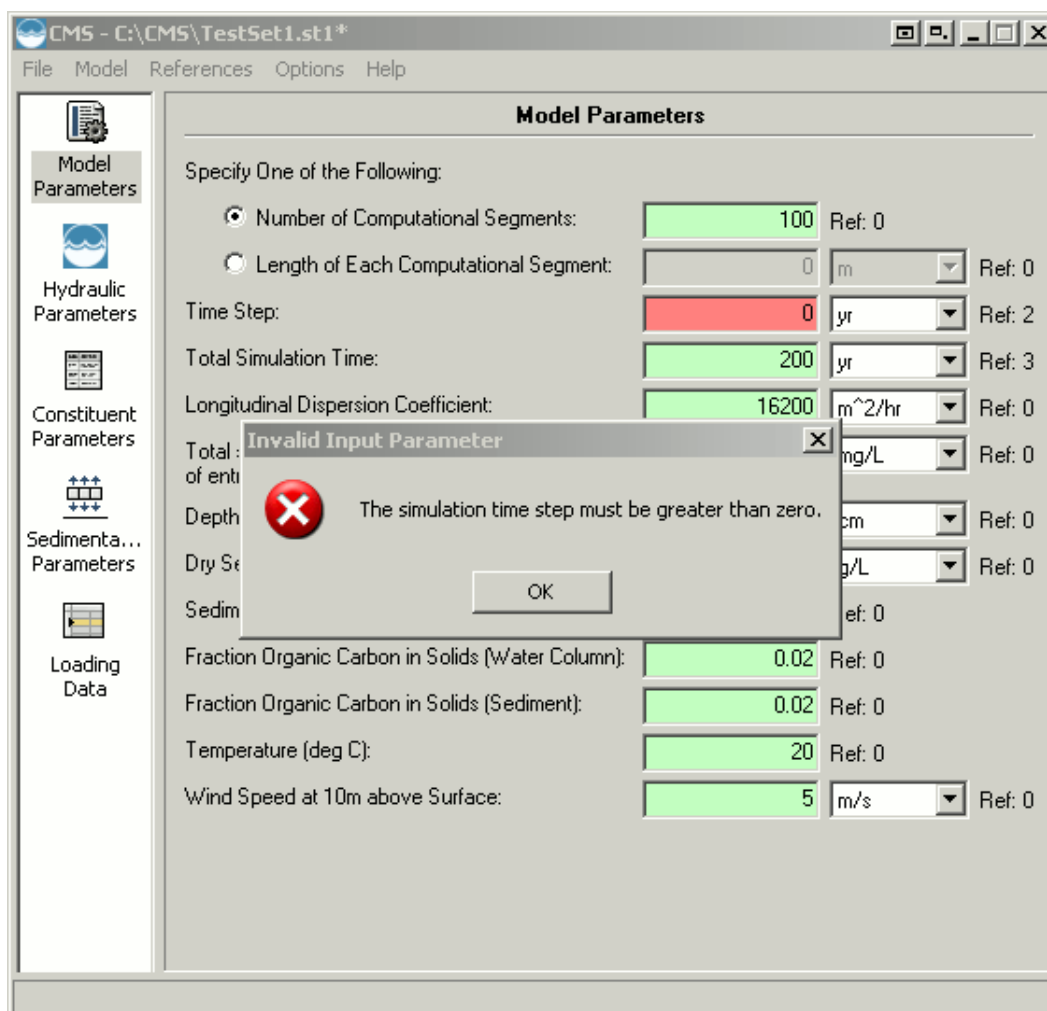 CMS - C:\CMS\TestSet1.st1*
File Model References Options Help
Model Parameters
Hydraulic Parameters
Constituent Parameters
Sedimenta... Parameters
Loading Data
Model Parameters
Specify One of the Following:
Number of Computational Segments: 100 Ref: 0
Length of Each Computational Segment: 0 m Ref: 0
Time Step: 0 yr Ref: 2
Total Simulation Time: 200 yr Ref: 3
Longitudinal Dispersion Coefficient: 16200 m^2/hr Ref: 0
Total mg/L Ref: 0
of
Depth cm Ref: 0
Dry g/L Ref: 0
Invalid Input Parameter
The simulation time step must be greater than zero.
OK
Fraction Organic Carbon in Solids (Water Column): 0.02 Ref: 0
Fraction Organic Carbon in Solids (Sediment): 0.02 Ref: 0
Temperature (deg C): 20 Ref: 0
Wind Speed at 10m above Surface: 5 m/s Ref: 0